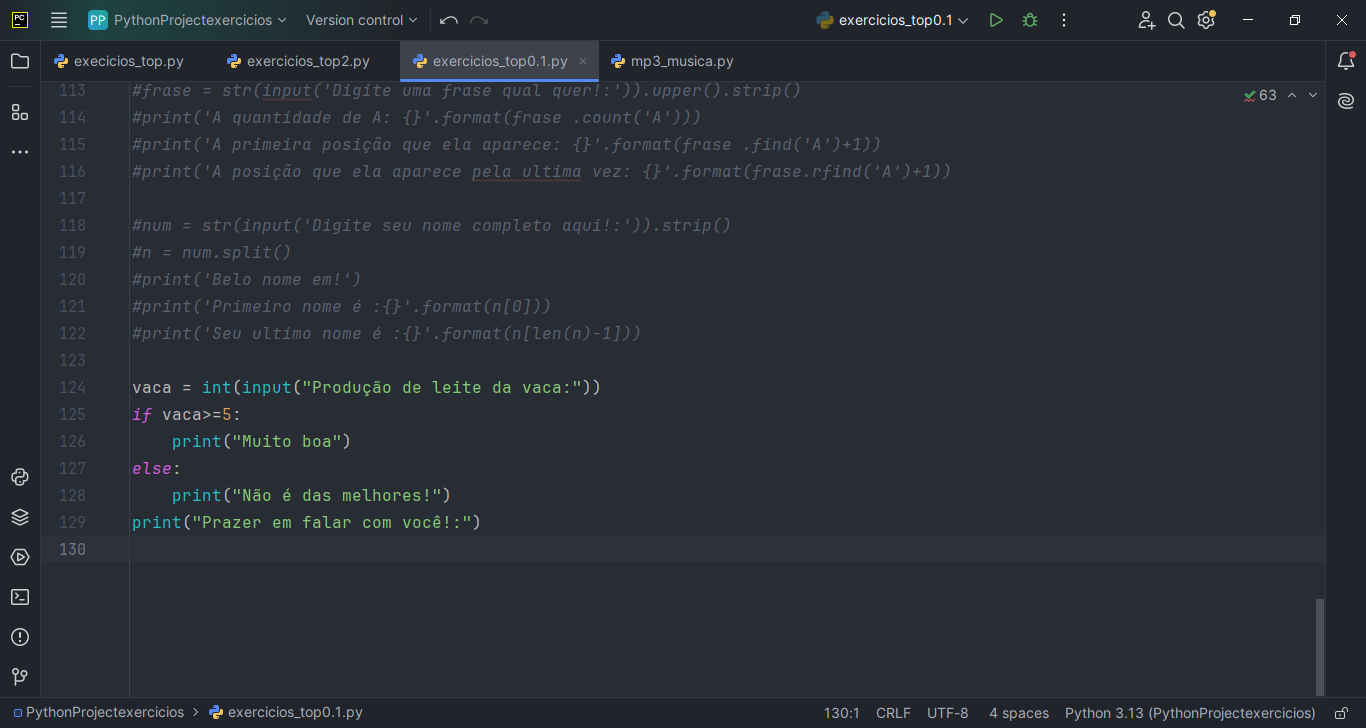 PC PP PythonProjectexercicios Version control exercicios_top0.1
execicios_top.py exercicios_top2.py exercicios_top0.1.py mp3_musica.py
63
113 #frase = str(input('Digite uma frase qual quer!:')).upper().strip()
114 #print('A quantidade de A: {}'.format(frase .count('A')))
115 #print('A primeira posição que ela aparece: {}'.format(frase .find('A')+1))
116 #print('A posição que ela aparece pela ultima vez: {}'.format(frase.rfind('A')+1))
117
118 #num = str(input('Digite seu nome completo aqui!:')).strip()
119 #n = num.split()
120 #print('Belo nome em!')
121 #print('Primeiro nome é :{}'.format(n[0]))
122 #print('Seu ultimo nome é :{}'.format(n[len(n)-1]))
123
124 vaca = int(input("Produção de leite da vaca:"))
125 if vaca>=5:
126     print("Muito boa")
127 else:
128     print("Não é das melhores!")
129 print("Prazer em falar com você!:")
130
PythonProjectexercicios > exercicios_top0.1.py 130:1 CRLF UTF-8 4 spaces Python 3.13 (PythonProjectexercicios)